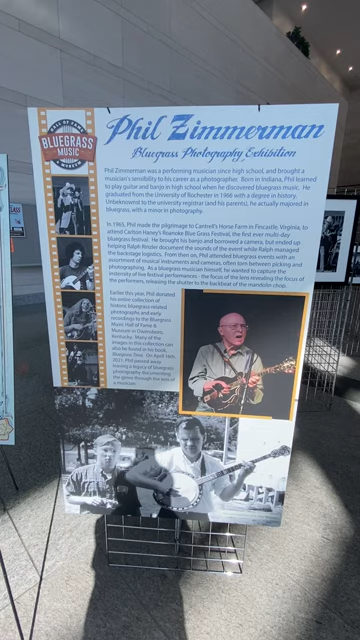 HALL OF FAME
BLUEGRASS
MUSIC
MUSEUM
Phil Zimmerman
Bluegrass Photography Exhibition
Phil Zimmerman was a performing musician since high school, and brought a
musician's sensibility to his career as a photographer. Born in Indiana, Phil learned
to play guitar and banjo in high school when he discovered bluegrass music. He
graduated from the University of Rochester in 1966 with a degree in history.
Unbeknownst to the university registrar (and his parents), he actually majored in
bluegrass, with a minor in photography.
In 1965, Phil made the pilgrimage to Cantrell's Horse Farm in Fincastle, Virginia, to
attend Carlton Haney's Roanoke Blue Grass Festival, the first ever multi-day
bluegrass festival. He brought his banjo and borrowed a camera, but ended up
helping Ralph Rinzler document the sounds of the event while Ralph managed
the backstage logistics. From then on, Phil attended bluegrass events with an
assortment of musical instruments and cameras, often torn between picking and
photographing. As a bluegrass musician himself, he wanted to capture the
intensity of live festival performances - the focus of the lens revealing the focus of
the performers, releasing the shutter to the backbeat of the mandolin chop.
Earlier this year, Phil donated
his entire collection of
historic bluegrass-related
photographs and early
recordings to the Bluegrass
Music Hall of Fame &
Museum in Owensboro,
Kentucky. Many of the
images in this collection can
also be found in his book,
Bluegrass Time. On April 16th,
2021, Phil passed away
leaving a legacy of bluegrass
photography documenting
the genre through the lens of
a musician.